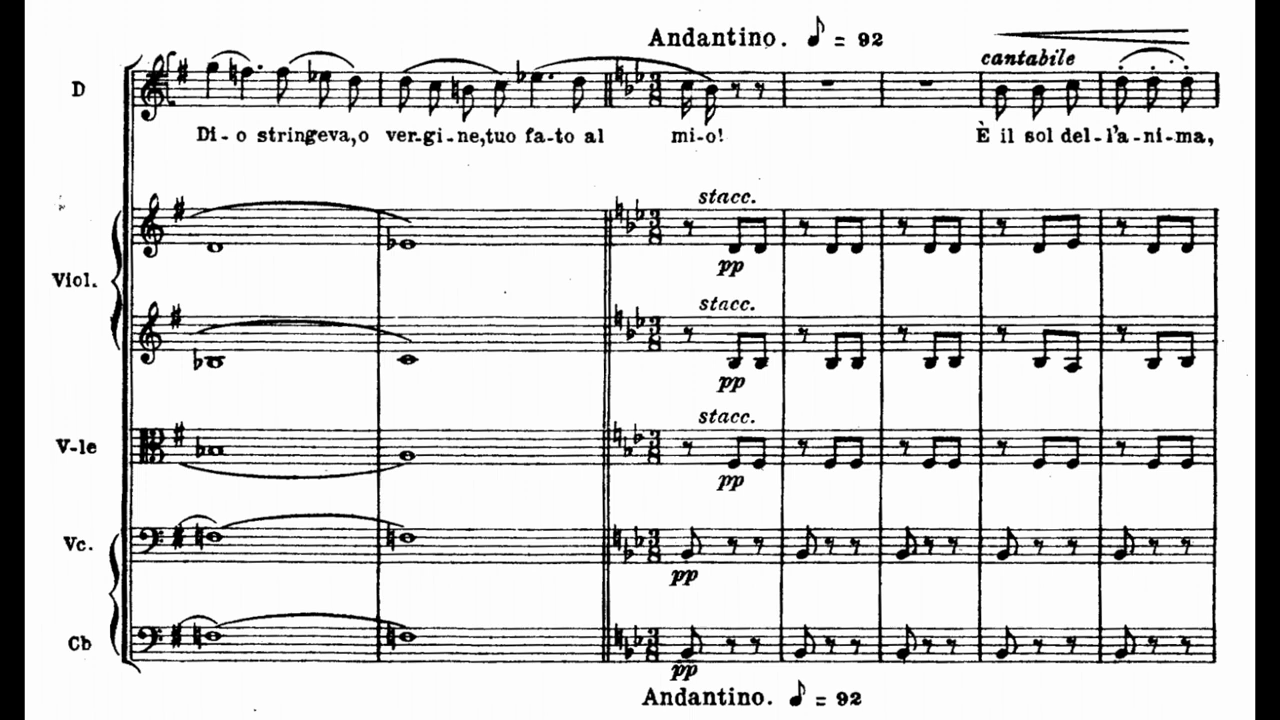 Andantino. ♪ = 92
cantabile
D
Di-o stringeva,o ver-gi-ne,tuo fa-to al mi-o! È il sol del-l'a-ni-ma,
stacc.
Viol.
pp
stacc.
pp
stacc.
V-le
pp
Vc.
pp
Cb
pp
Andantino. ♪ = 92